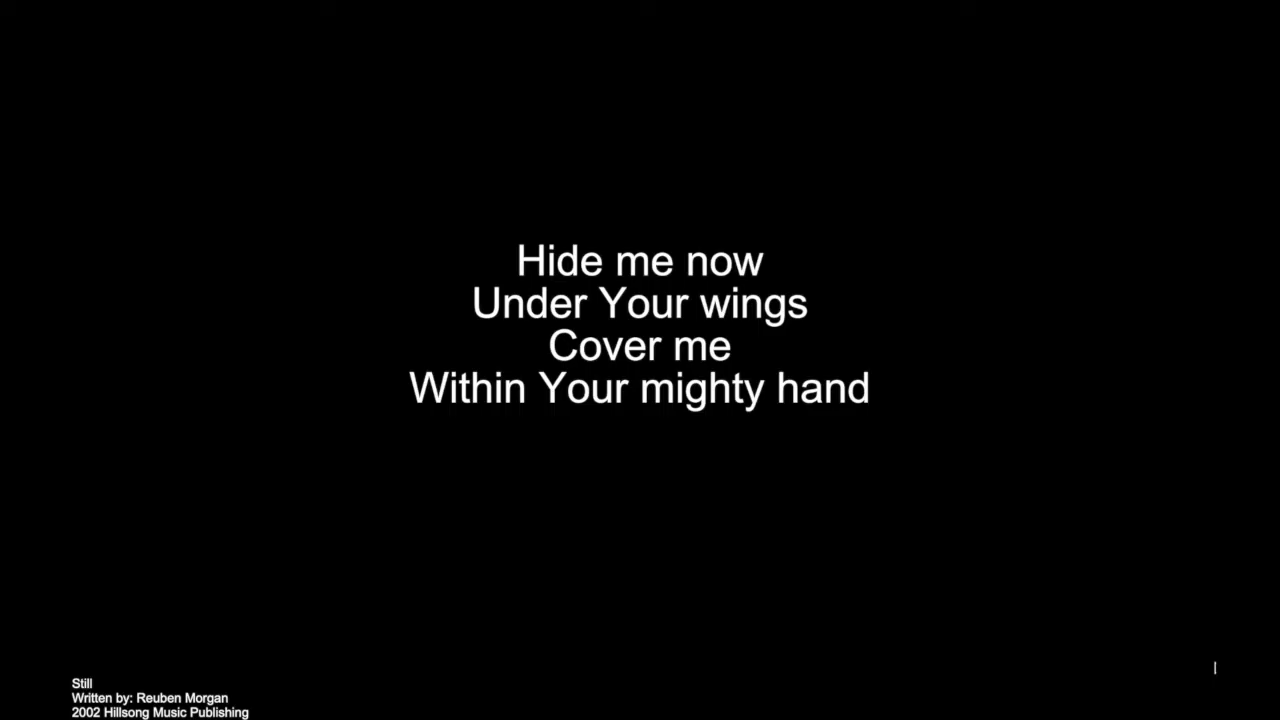 Hide me now
Under Your wings
Cover me
Within Your mighty hand
Still
Written by: Reuben Morgan
2002 Hillsong Music Publishing